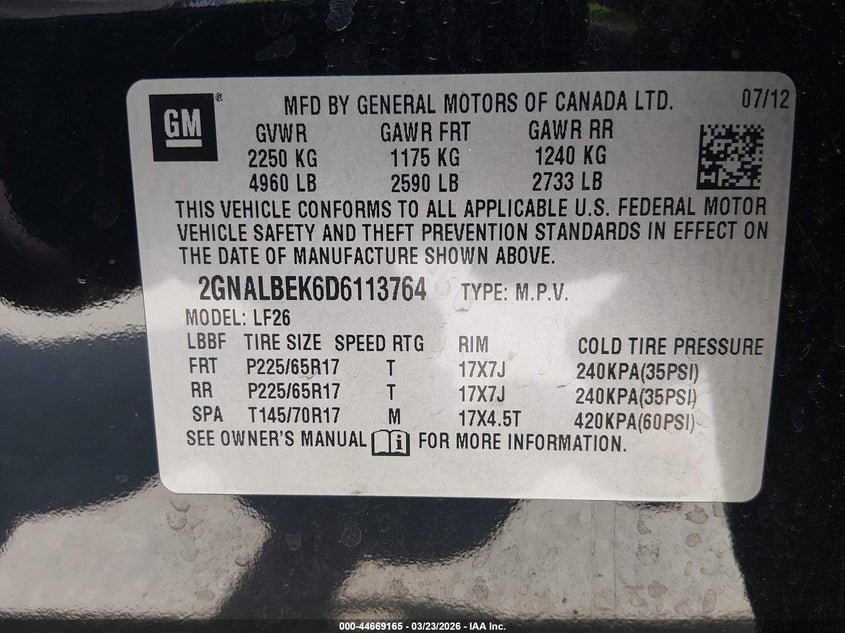 GM ® MFD BY GENERAL MOTORS OF CANADA LTD. 07/12
GVWR GAWR FRT GAWR RR
2250 KG 1175 KG 1240 KG
4960 LB 2590 LB 2733 LB
THIS VEHICLE CONFORMS TO ALL APPLICABLE U.S. FEDERAL MOTOR
VEHICLE SAFETY AND THEFT PREVENTION STANDARDS IN EFFECT ON
THE DATE OF MANUFACTURE SHOWN ABOVE.
2GNALBEK6D6113764 TYPE: M.P.V.
MODEL: LF26
LBBF TIRE SIZE SPEED RTG RIM COLD TIRE PRESSURE
FRT P225/65R17 T 17X7J 240KPA(35PSI)
RR P225/65R17 T 17X7J 240KPA(35PSI)
SPA T145/70R17 M 17X4.5T 420KPA(60PSI)
SEE OWNER'S MANUAL FOR MORE INFORMATION.
000-44669165 - 03/23/2026 - IAA Inc.